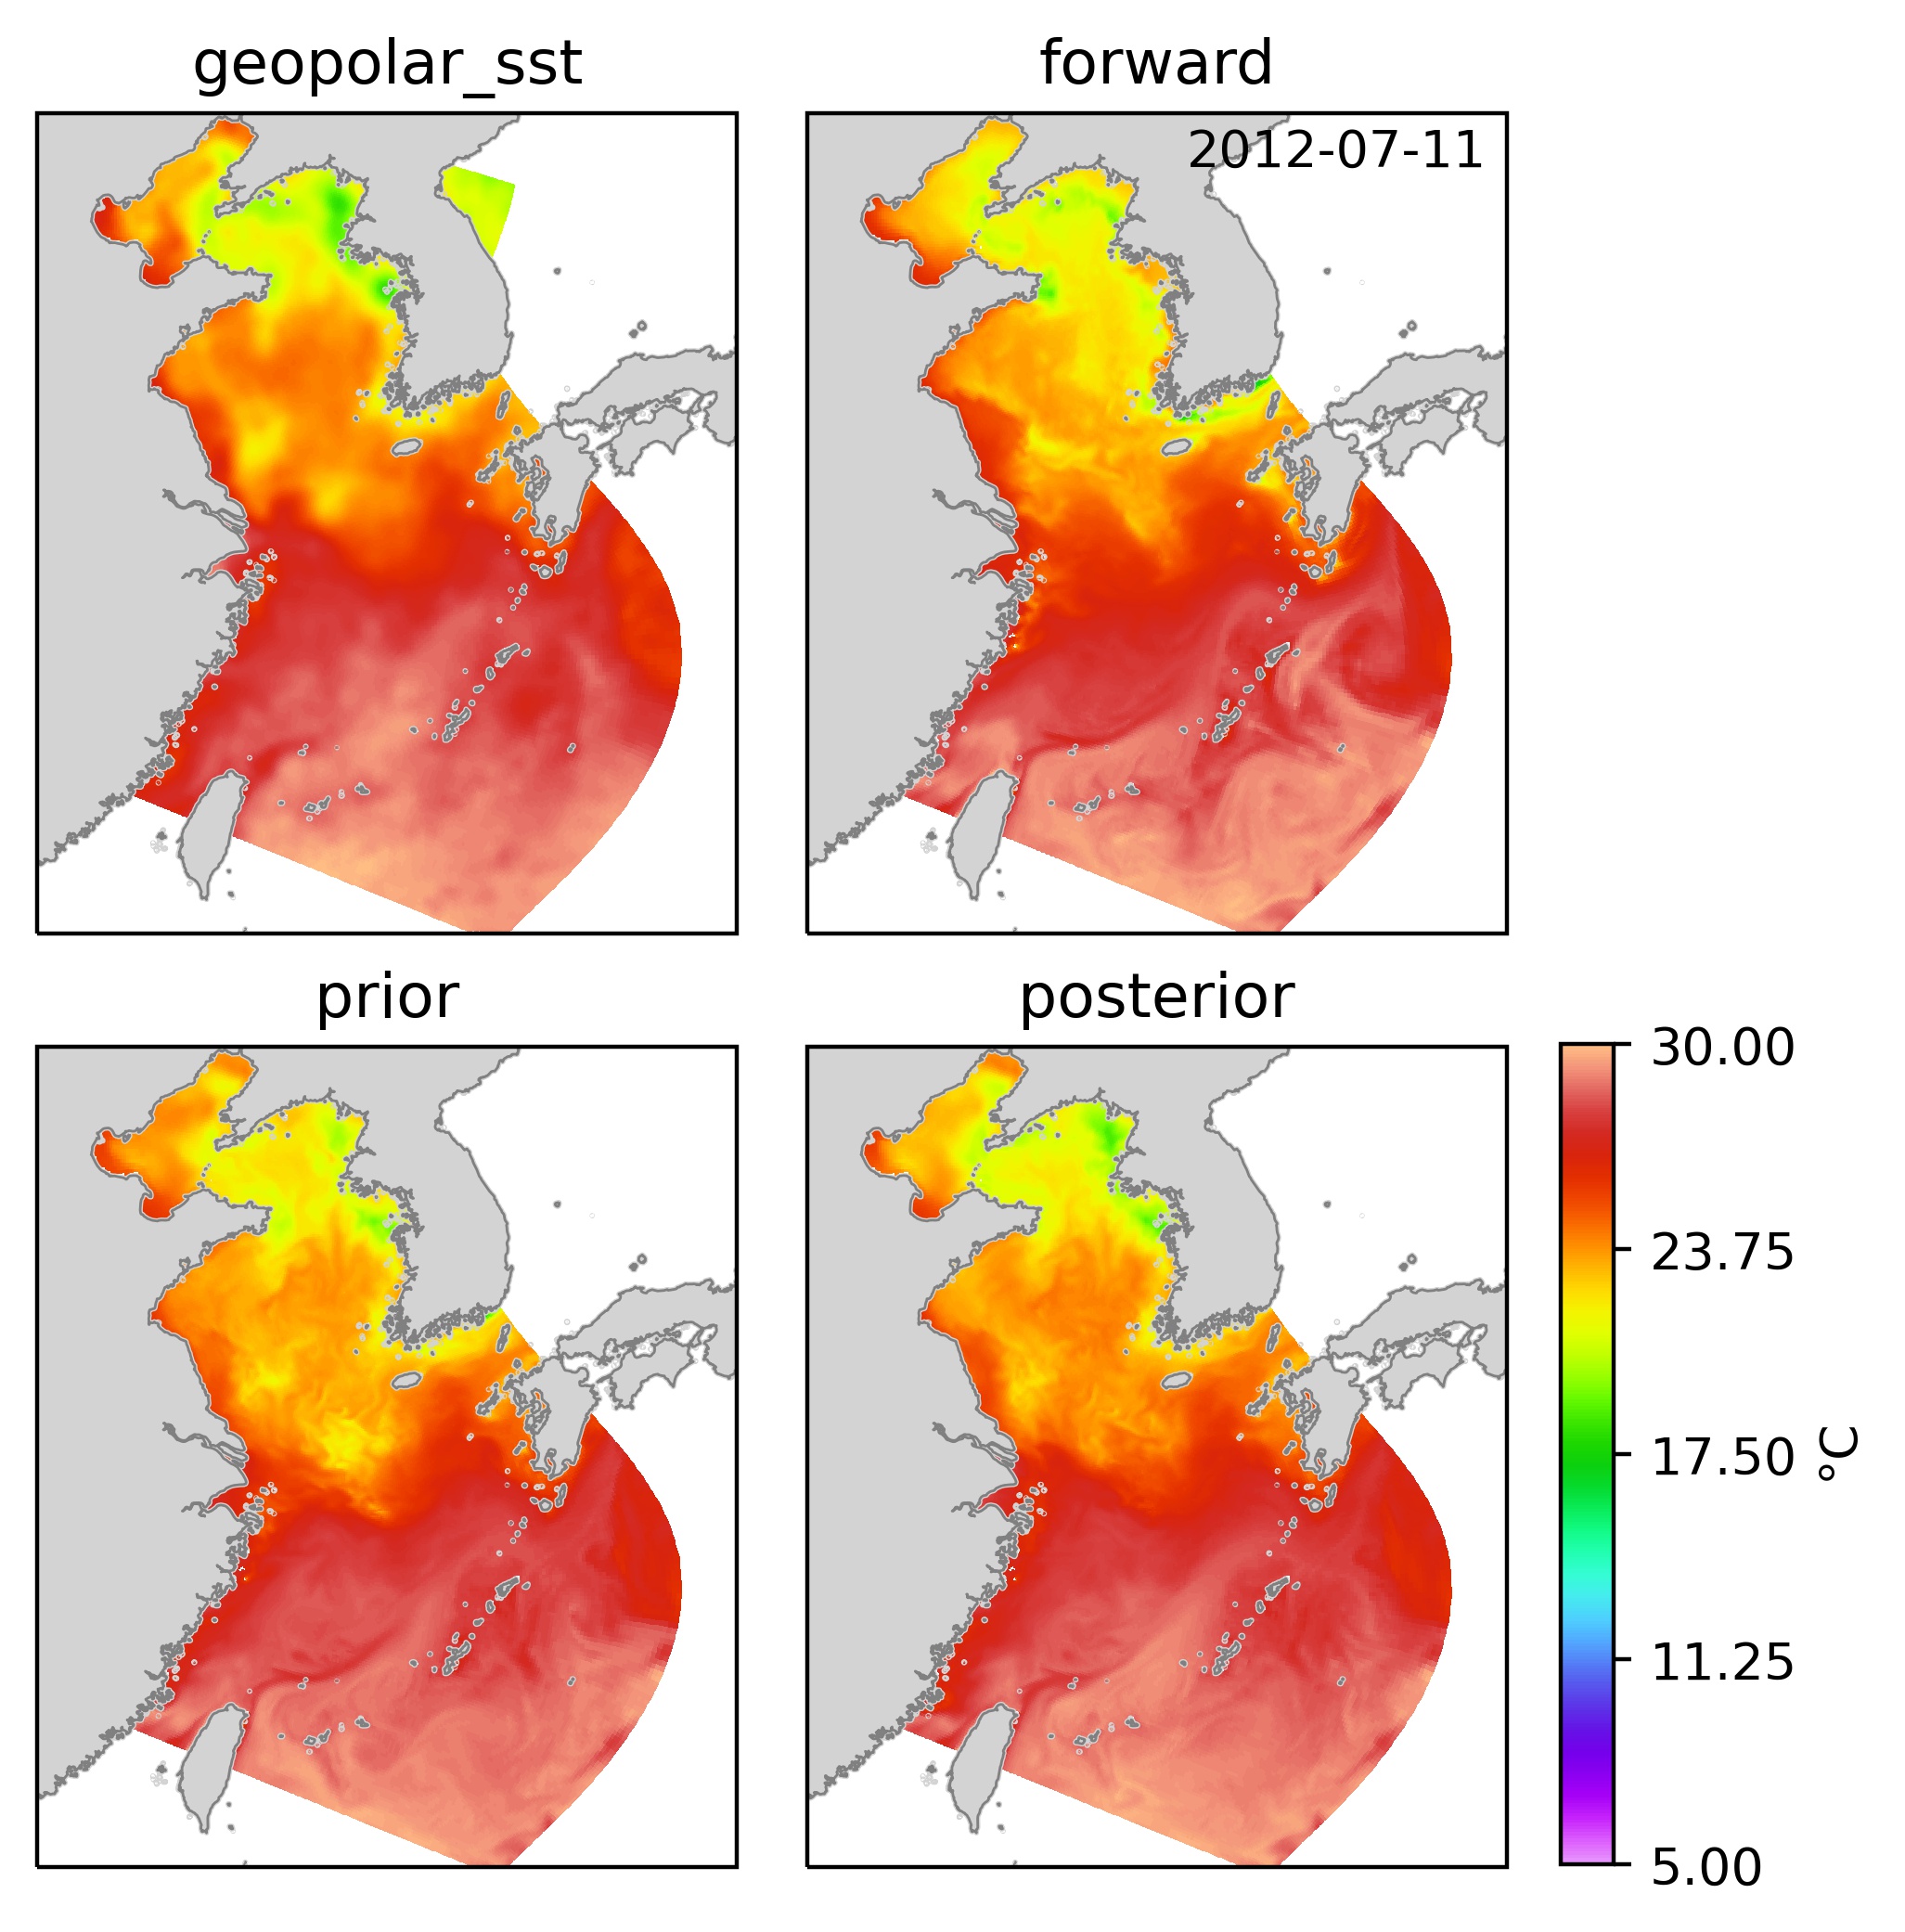 geopolar_sst
forward
2012-07-11
prior
posterior
30.00
23.75
17.50
11.25
5.00
°C